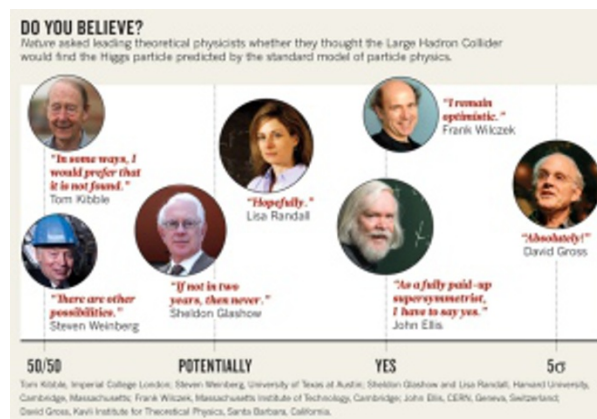 DO YOU BELIEVE?
Nature asked leading theoretical physicists whether they thought the Large Hadron Collider
would find the Higgs particle predicted by the standard model of particle physics.
"In some ways, I
would prefer that
it is not found."
Tom Kibble
"Hopefully."
Lisa Randall
"I remain
optimistic."
Frank Wilczek
"Absolutely!"
David Gross
"There are other
possibilities."
Steven Weinberg
"If not in two
years, then never."
Sheldon Glashow
"As a fully paid-up
supersymmetrist,
I have to say yes."
John Ellis
50/50 POTENTIALLY YES 5σ
Tom Kibble, Imperial College London; Steven Weinberg, University of Texas at Austin; Sheldon Glashow and Lisa Randall, Harvard University,
Cambridge, Massachusetts; Frank Wilczek, Massachusetts Institute of Technology, Cambridge; John Ellis, CERN, Geneva, Switzerland;
David Gross, Kavli Institute for Theoretical Physics, Santa Barbara, California.